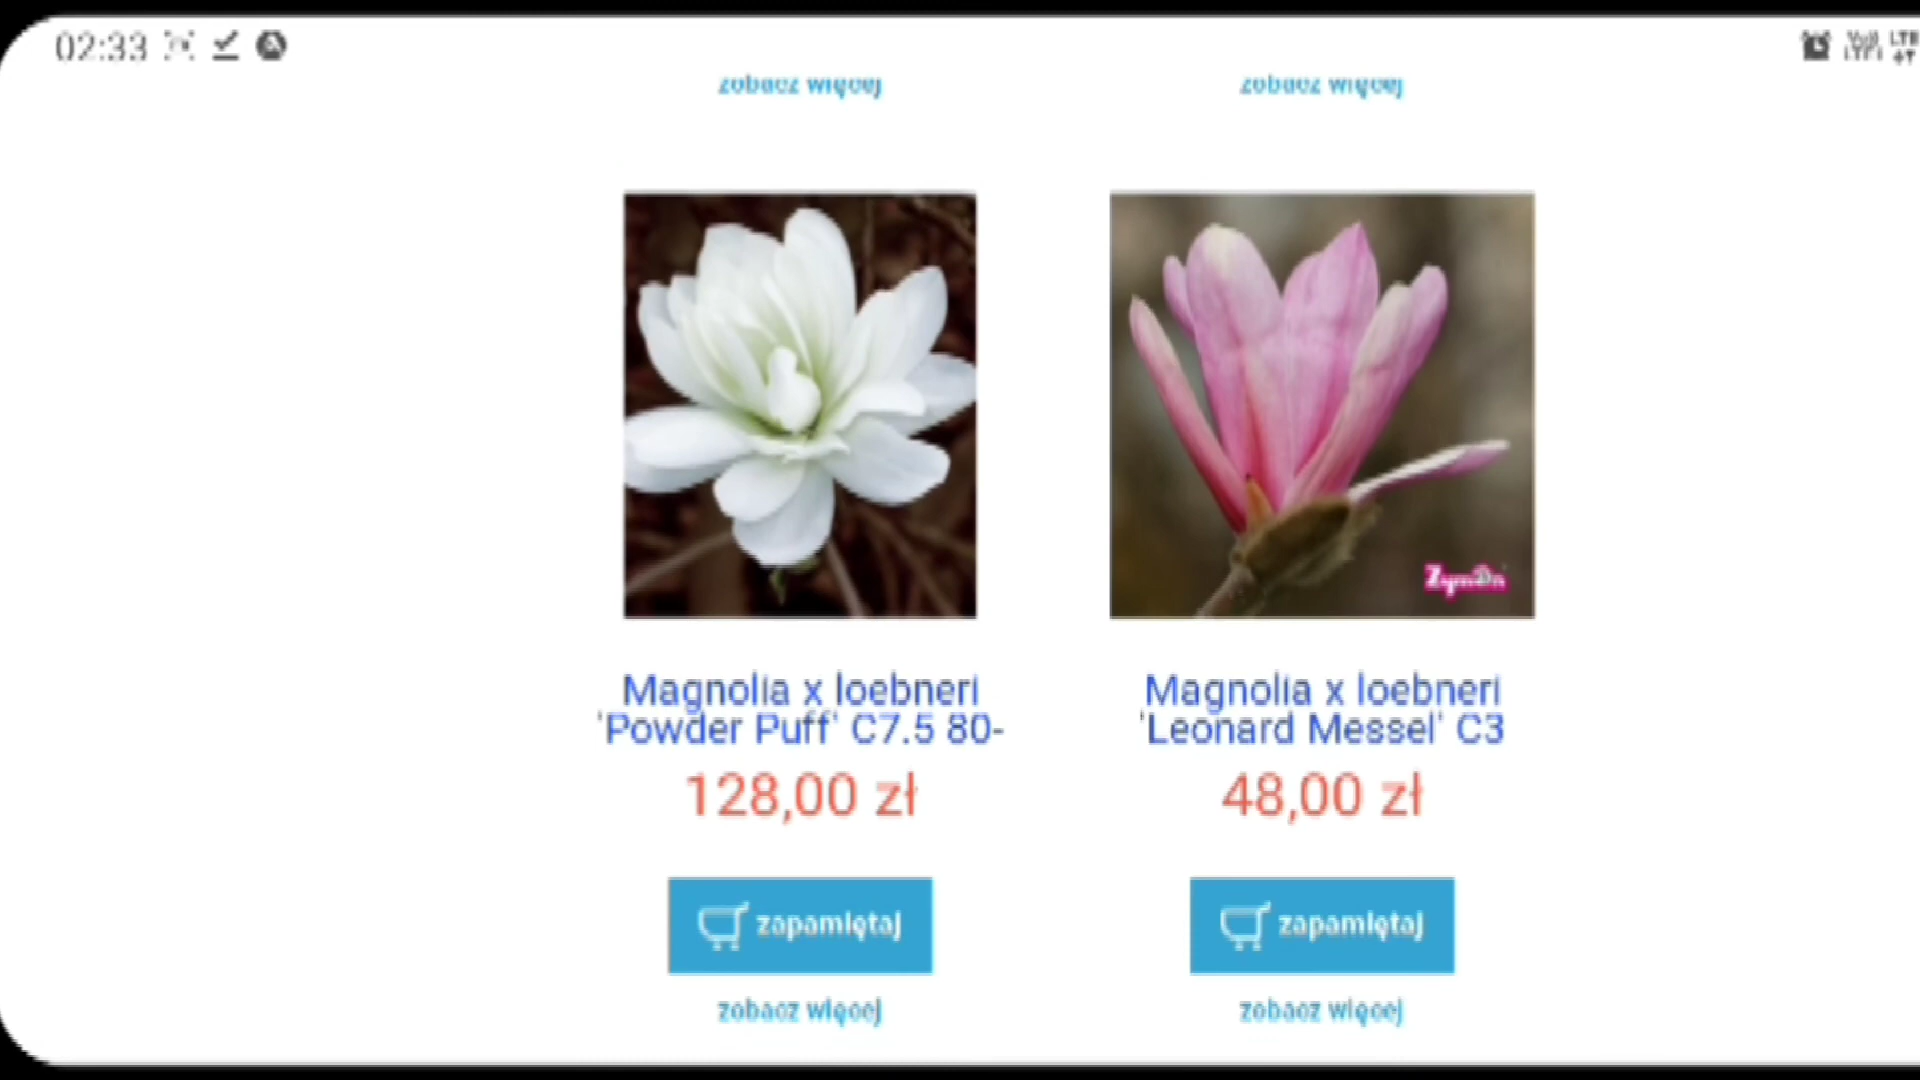 02:33
zobacz więcej zobacz więcej
Magnolia x loebneri
'Powder Puff' C7.5 80-
128,00 zł
zapamiętaj
zobacz więcej
Magnolia x loebneri
'Leonard Messel' C3
48,00 zł
zapamiętaj
zobacz więcej